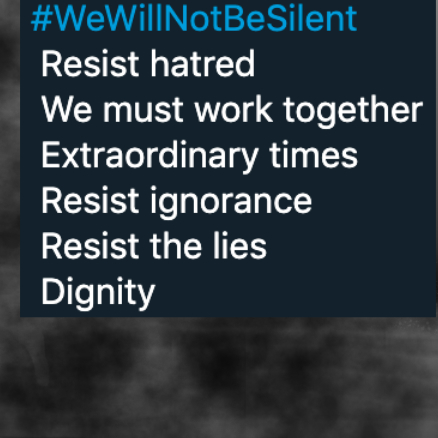 #WeWillNotBeSilent
Resist hatred
We must work together
Extraordinary times
Resist ignorance
Resist the lies
Dignity